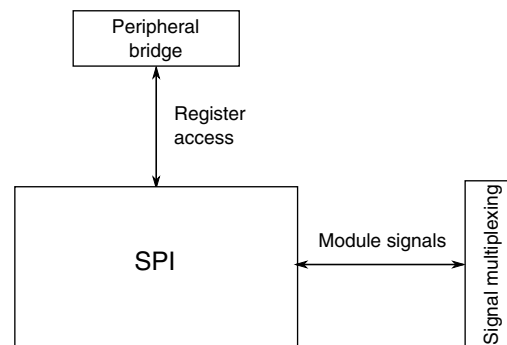 Peripheral
bridge
Register
access
SPI
Module signals
Signal multiplexing